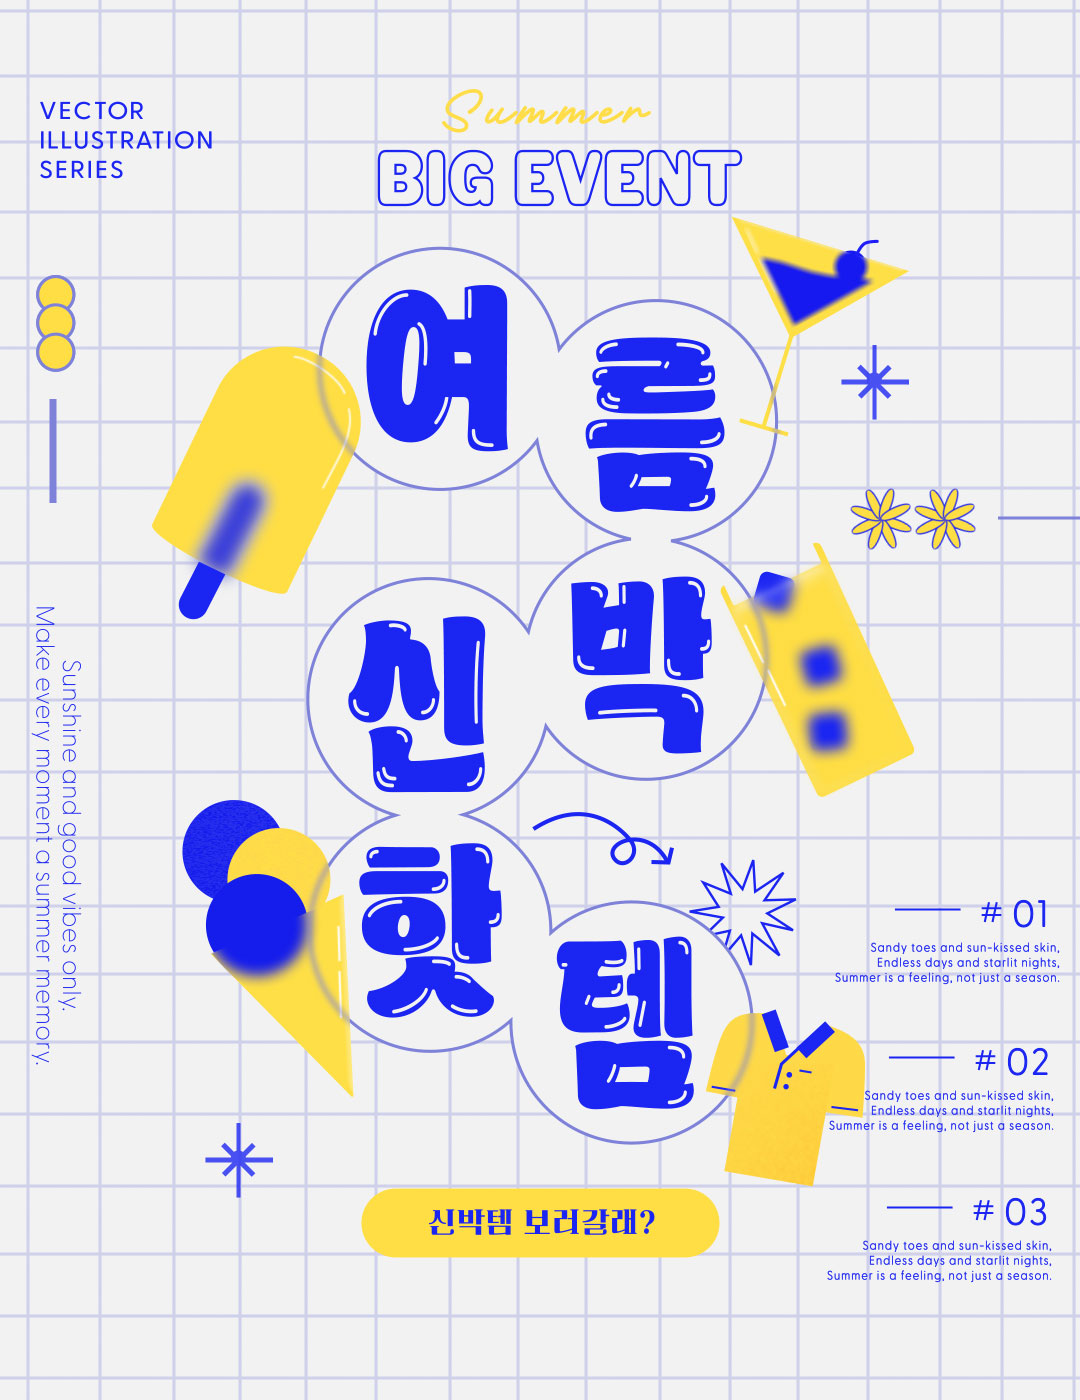 VECTOR
ILLUSTRATION
SERIES
Summer
BIG EVENT
여
름
신
박
핫
템
Sunshine and good vibes only.
Make every moment a summer memory.
# 01
Sandy toes and sun-kissed skin,
Endless days and starlit nights,
Summer is a feeling, not just a season.
# 02
Sandy toes and sun-kissed skin,
Endless days and starlit nights,
Summer is a feeling, not just a season.
# 03
Sandy toes and sun-kissed skin,
Endless days and starlit nights,
Summer is a feeling, not just a season.
신박템 보러갈래?